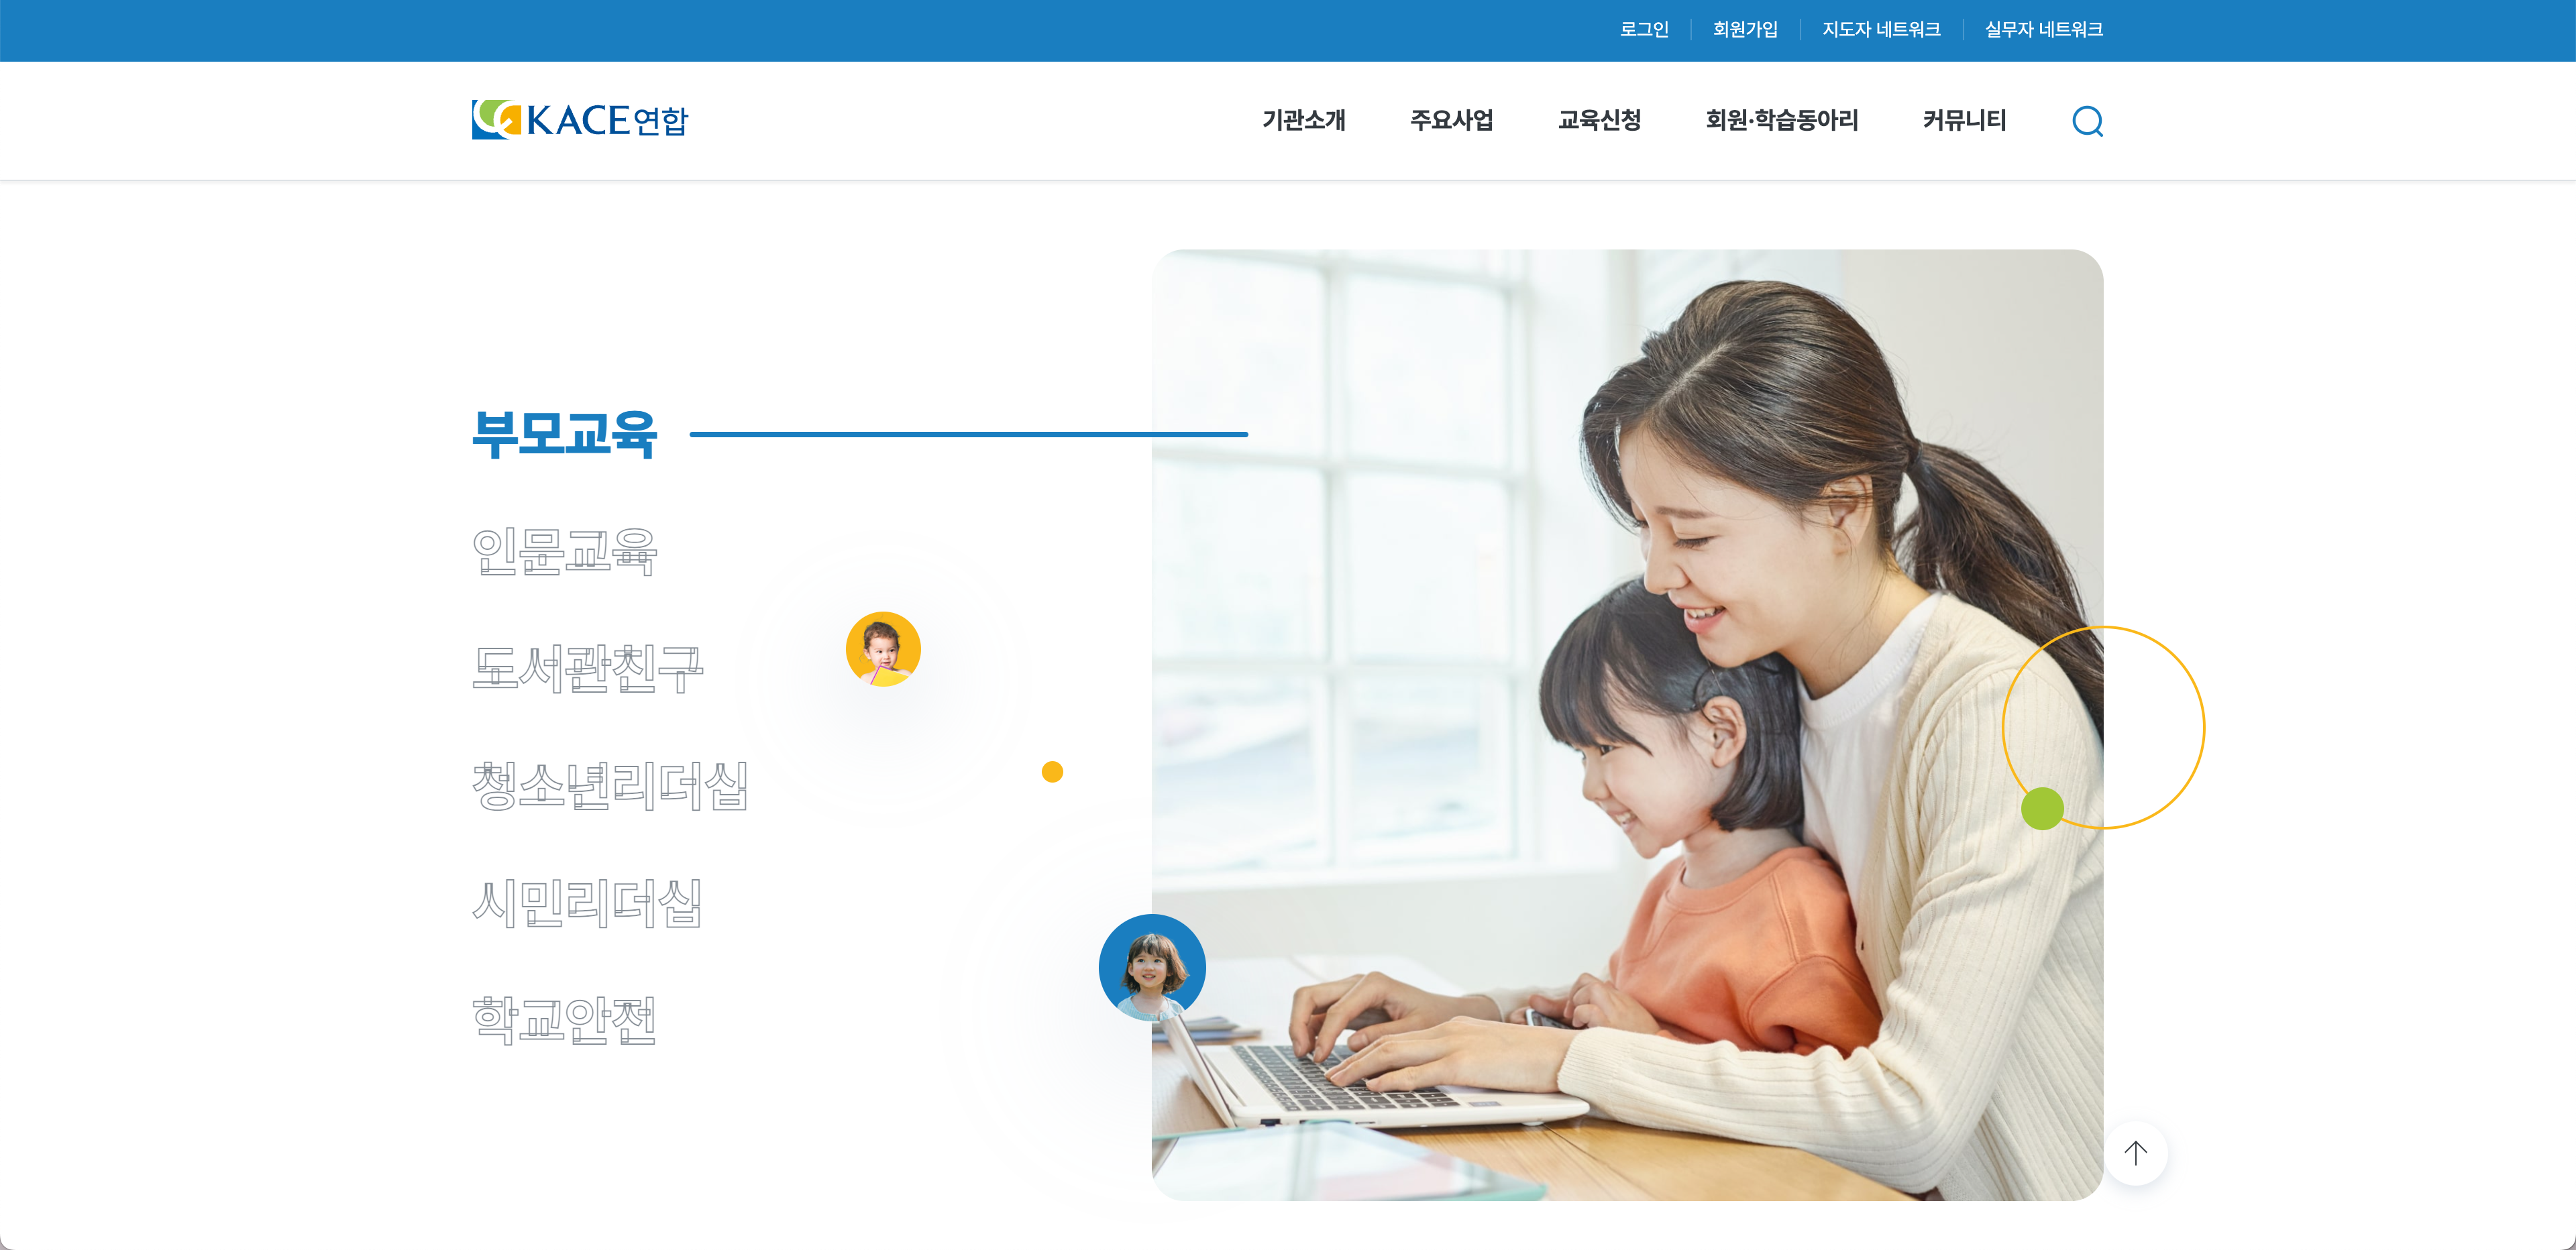 로그인 회원가입 지도자 네트워크 실무자 네트워크
KACE연합 기관소개 주요사업 교육신청 회원·학습동아리 커뮤니티
부모교육
인문교육
도서관친구
청소년리더십
시민리더십
학교안전